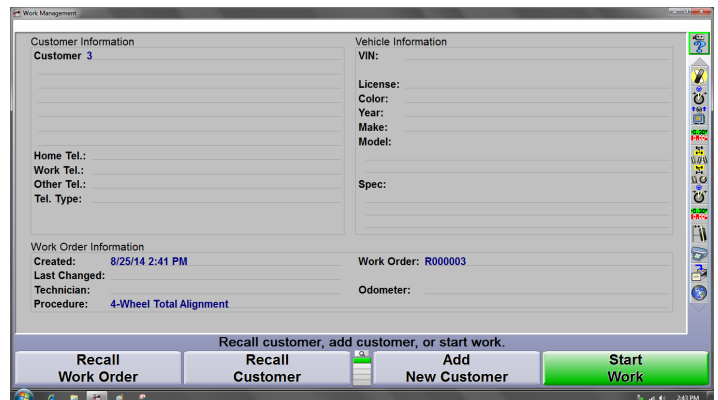 Work Management
Customer Information
Customer 3
Home Tel.:
Work Tel.:
Other Tel.:
Tel. Type:
Vehicle Information
VIN:
License:
Color:
Year:
Make:
Model:
Spec:
Work Order Information
Created: 8/25/14 2:41 PM
Last Changed:
Technician:
Procedure: 4-Wheel Total Alignment
Work Order: R000003
Odometer:
Recall customer, add customer, or start work.
Recall
Work Order
Recall
Customer
Add
New Customer
Start
Work
2:43 PM